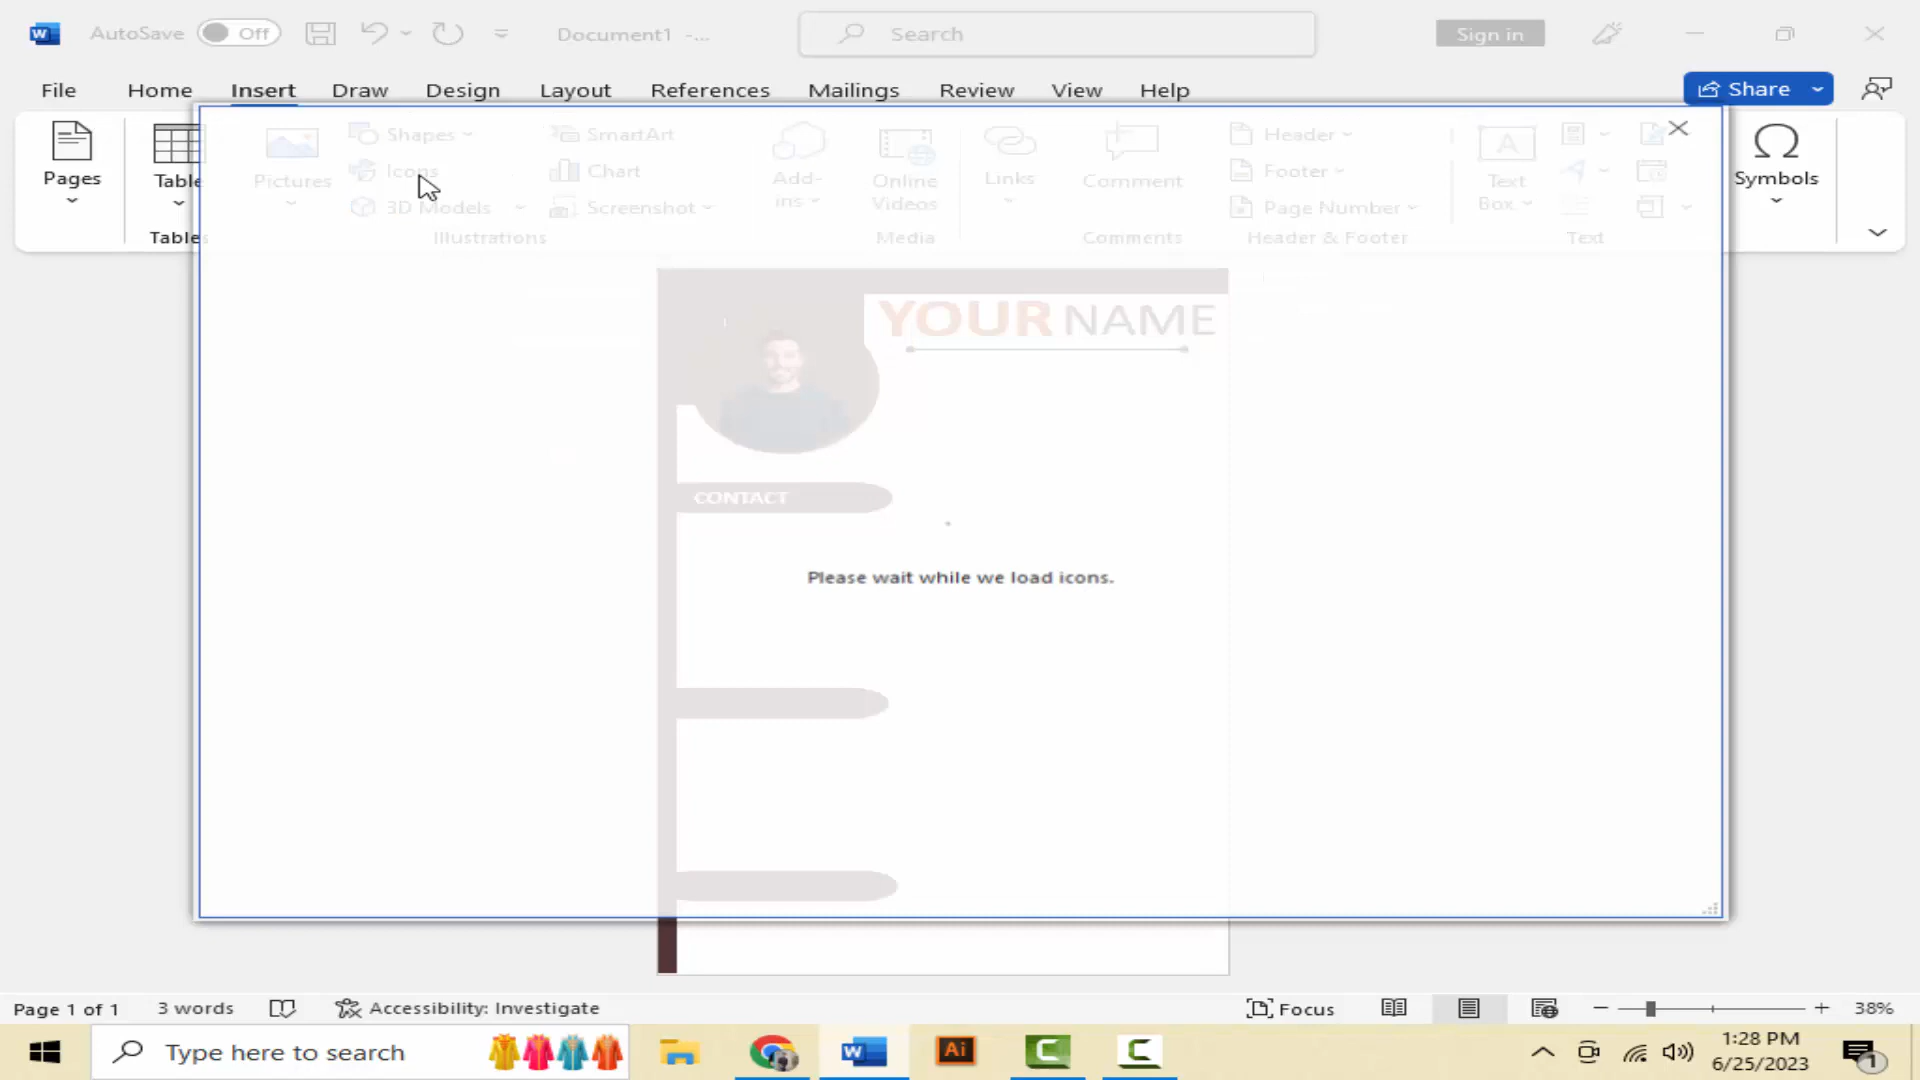 AutoSave Off Document1 -... Search Sign in
File Home Insert Draw Design Layout References Mailings Review View Help Share
Pages Table Pictures Shapes Icons 3D Models SmartArt Chart Screenshot Add-ins Online Videos Links Comment Header Footer Page Number Text Box Symbols
Tables Illustrations Media Comments Header & Footer Text
YOUR NAME
CONTACT
Please wait while we load icons.
Page 1 of 1 3 words Accessibility: Investigate Focus 38%
Type here to search Ai 1:28 PM
6/25/2023 1